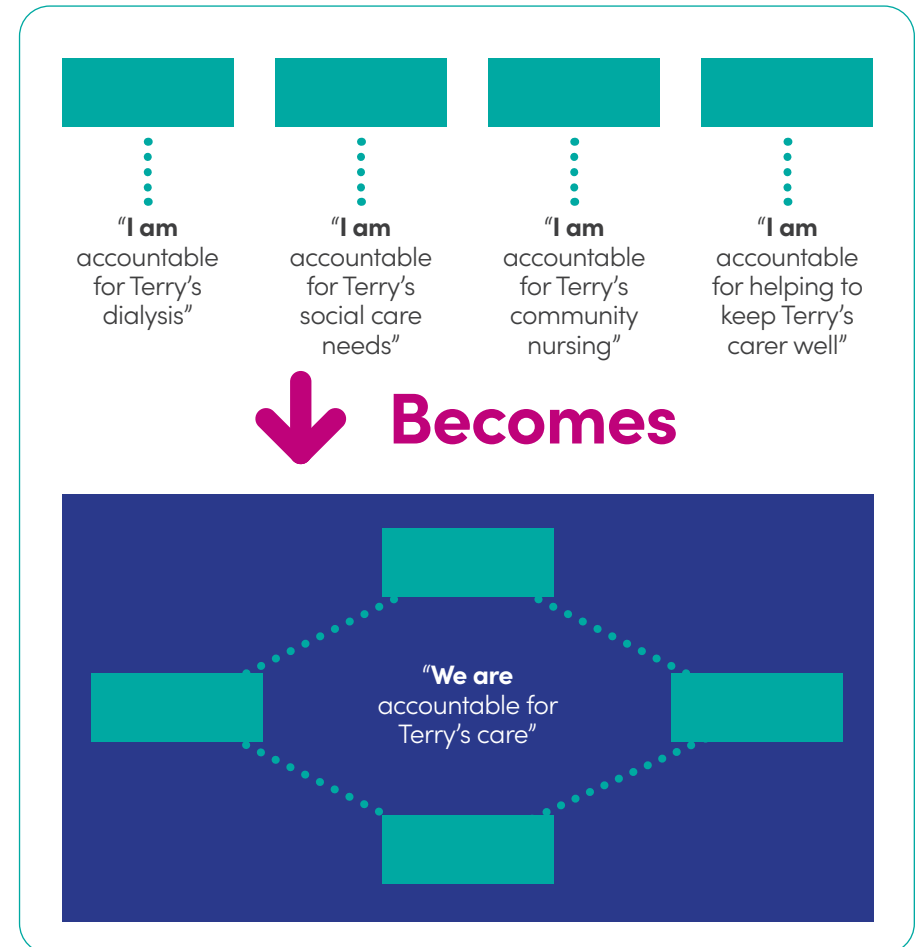 "I am
accountable
for Terry's
dialysis"
"I am
accountable
for Terry's
social care
needs"
"I am
accountable
for Terry's
community
nursing"
"I am
accountable
for helping to
keep Terry's
carer well"
Becomes
"We are
accountable for
Terry's care"